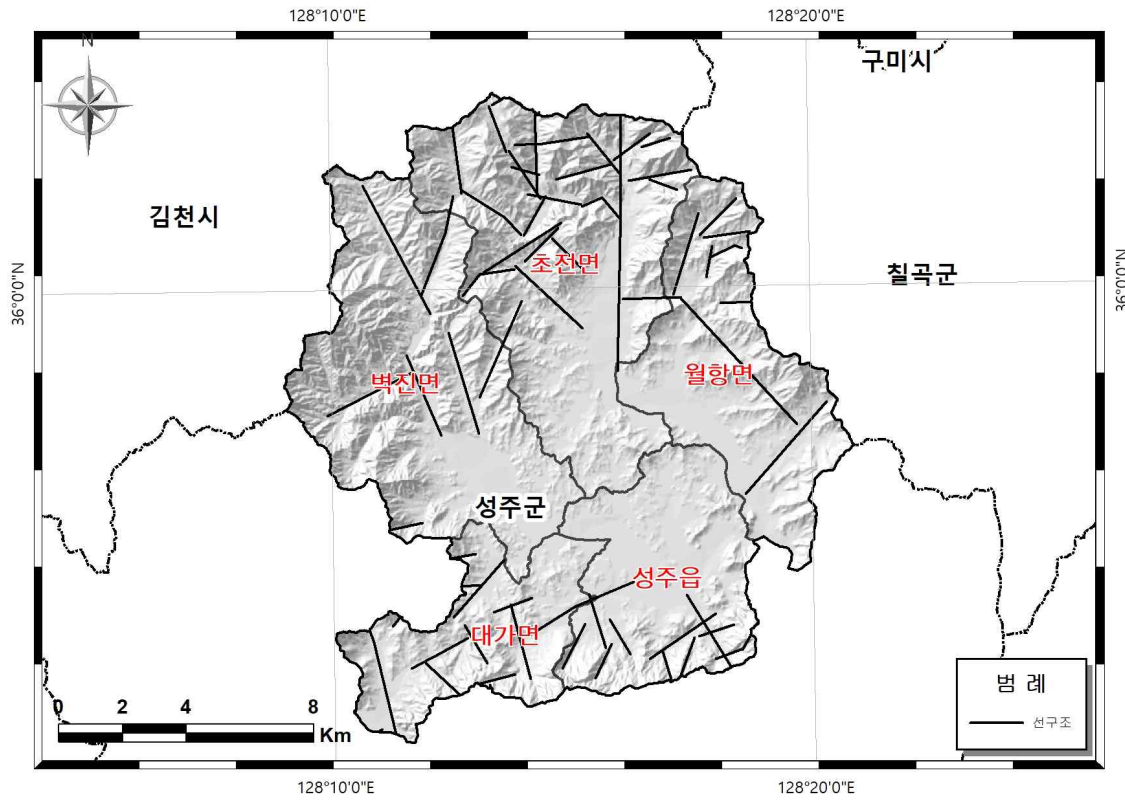 128°10'0"E
128°20'0"E
N
구미시
김천시
초전면
칠곡군
36°0'0"N
36°0'0"N
벽진면
월항면
성주군
성주읍
대가면
범 례
선구조
0 2 4 8
Km
128°10'0"E
128°20'0"E